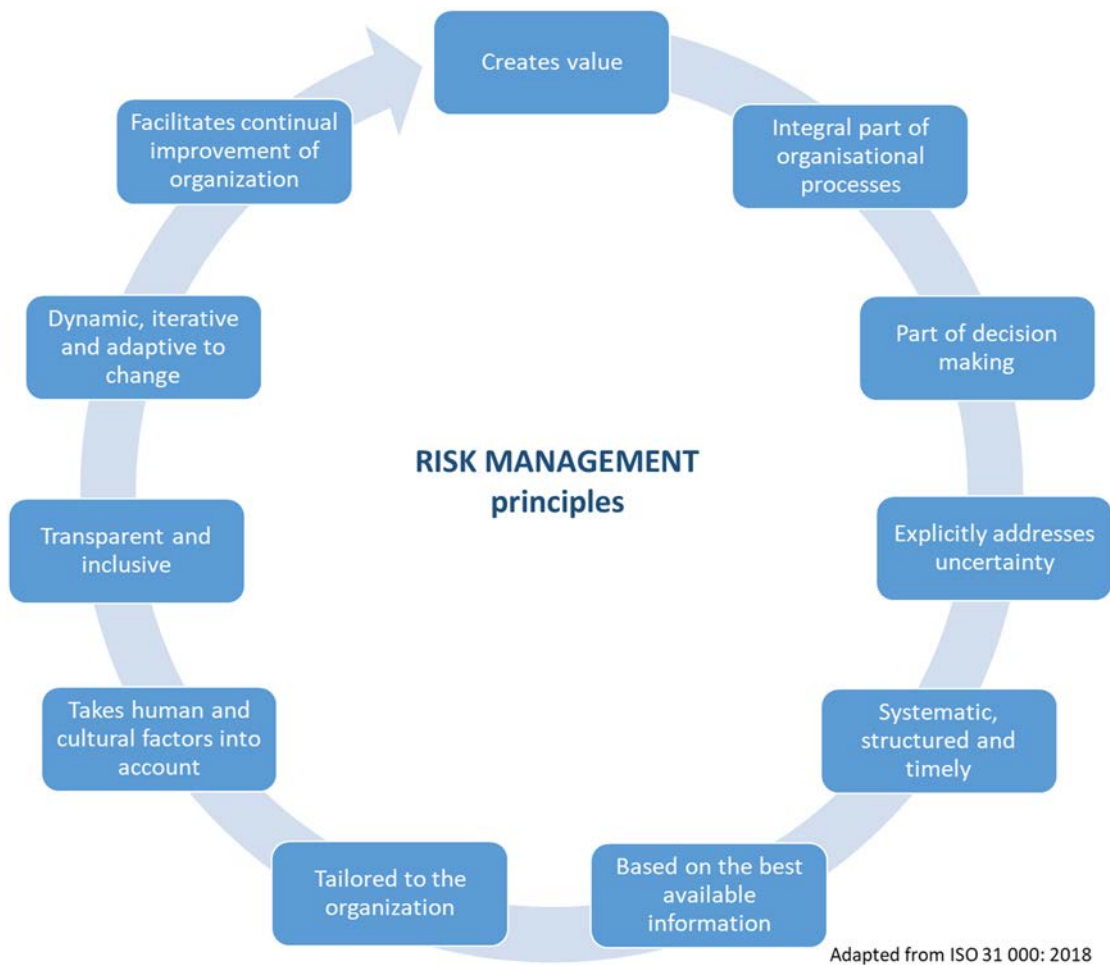 Creates value
Integral part of
organisational
processes
Part of decision
making
Explicitly addresses
uncertainty
Systematic,
structured and
timely
Based on the best
available
information
Tailored to the
organization
Takes human and
cultural factors into
account
Transparent and
inclusive
Dynamic, iterative
and adaptive to
change
Facilitates continual
improvement of
organization
RISK MANAGEMENT
principles
Adapted from ISO 31 000: 2018